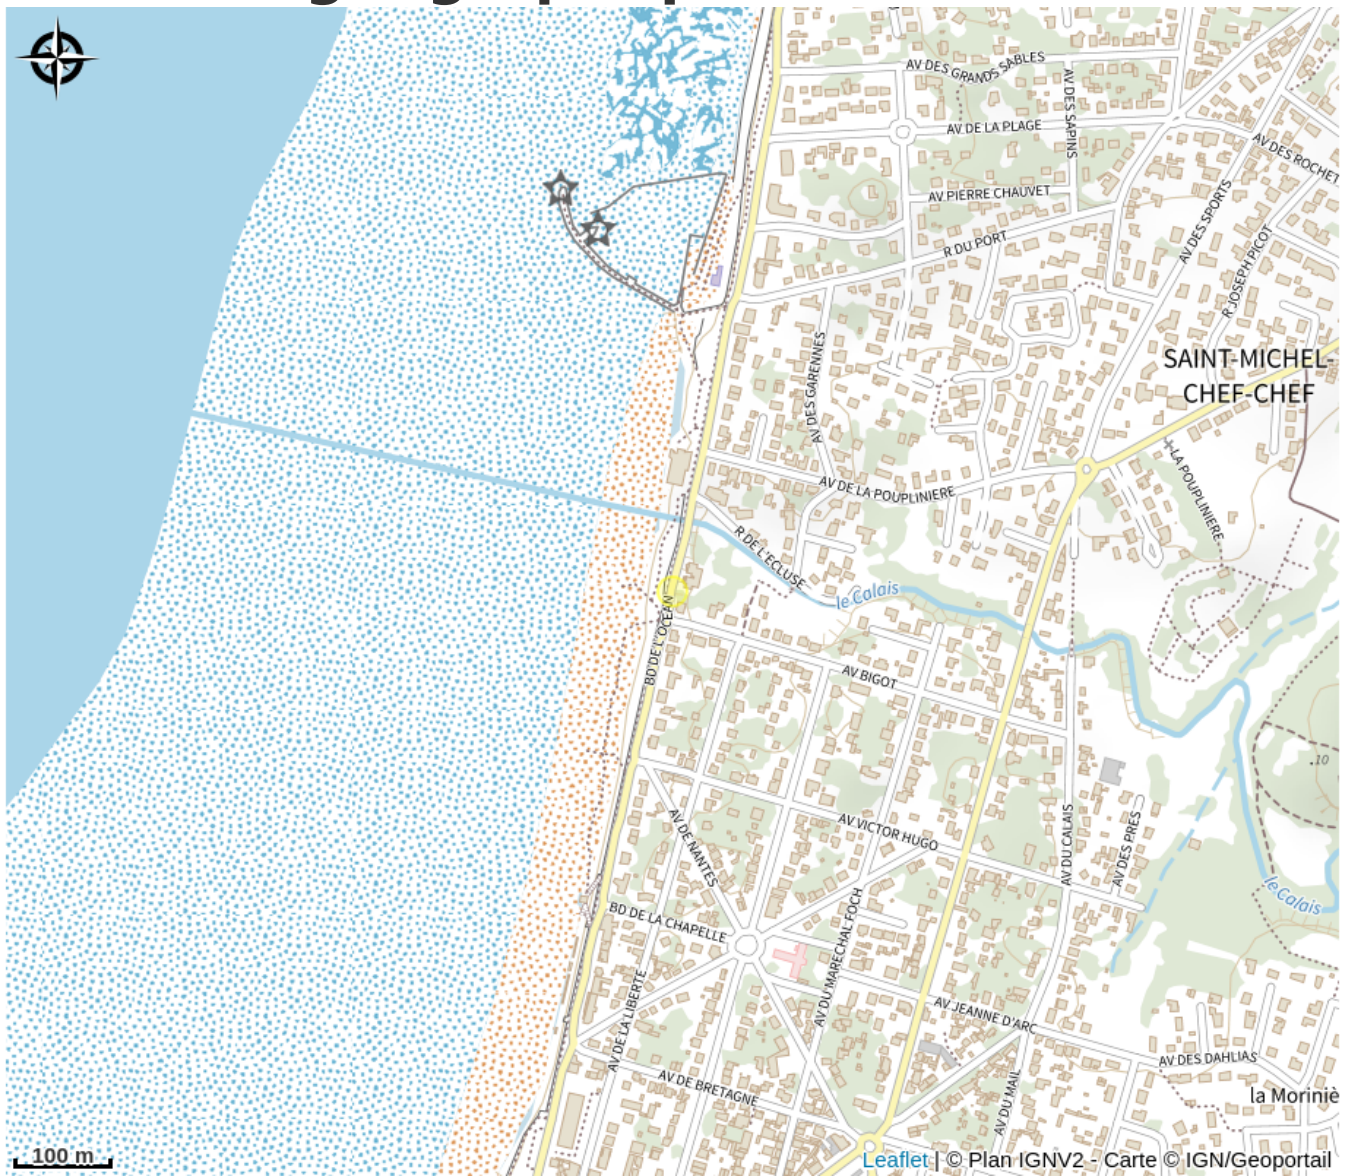 AV DES GRANDS SABLES
AV DES SAPINS
AV DE LA PLAGE
AV DES ROCHET
AV PIERRE CHAUVET
AV DES SPORTS
R DU PORT
R JOSEPH PICOT
SAINT-MICHEL-
CHEF-CHEF
AV DES GARENNES
LA POUPLINIERE
AV DE LA POUPLINIERE
R DE L'ECLUSE
le Calais
BD DE L'OCEAN
AV BIGOT
.10
AV DE NANTES
AV VICTOR HUGO
AV DU CALAIS
AV DES PRES
le Calais
BD DE LA CHAPELLE
AV DU MARECHAL FOCH
AV DE LA LIBERTE
AV JEANNE D'ARC
AV DES DAHLIAS
AV DE BRETAGNE
AV DU MAIL
la Moriniè
100 m
Leaflet | © Plan IGNV2 - Carte © IGN/Geoportail